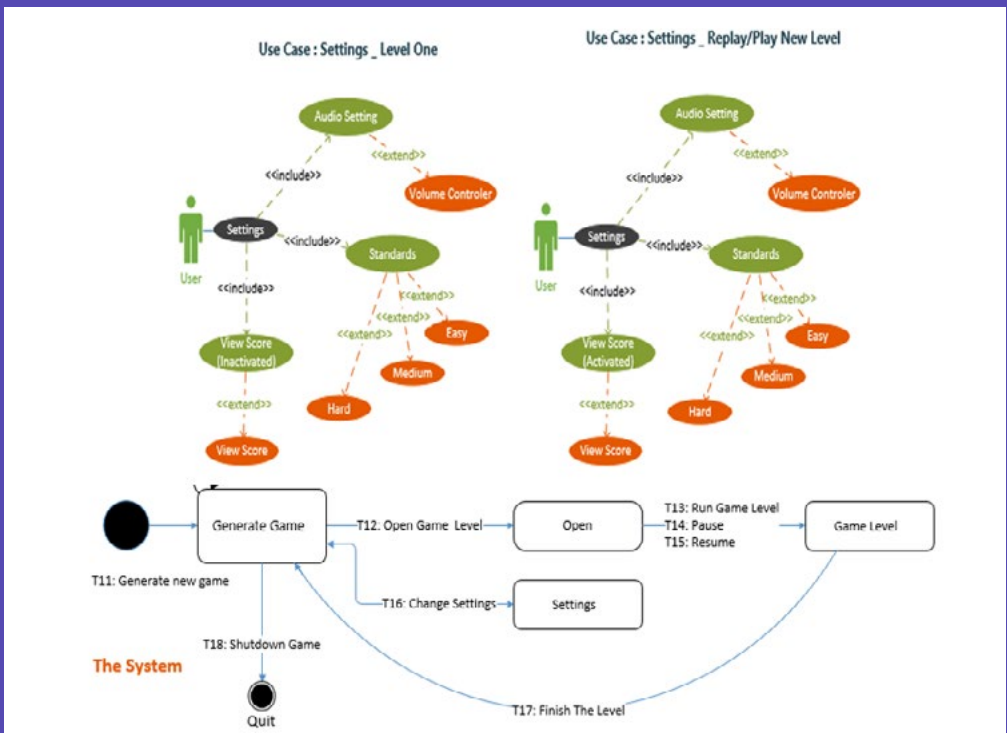 Use Case : Settings _ Level One
Use Case : Settings _ Replay/Play New Level
Audio Setting
<<extend>>
<<include>>
Volume Controler
Settings
<<include>>
Standards
User
<<include>>
<<extend>>
<<extend>>
<<extend>>
Easy
View Score
(Inactivated)
Medium
<<extend>>
Hard
View Score
Audio Setting
<<extend>>
<<include>>
Volume Controler
Settings
<<include>>
Standards
User
<<include>>
<<extend>>
<<extend>>
<<extend>>
Easy
View Score
(Activated)
Medium
<<extend>>
Hard
View Score
Generate Game
T12: Open Game Level
Open
T13: Run Game Level
T14: Pause
T15: Resume
Game Level
T11: Generate new game
T16: Change Settings
Settings
T18: Shutdown Game
The System
Quit
T17: Finish The Level